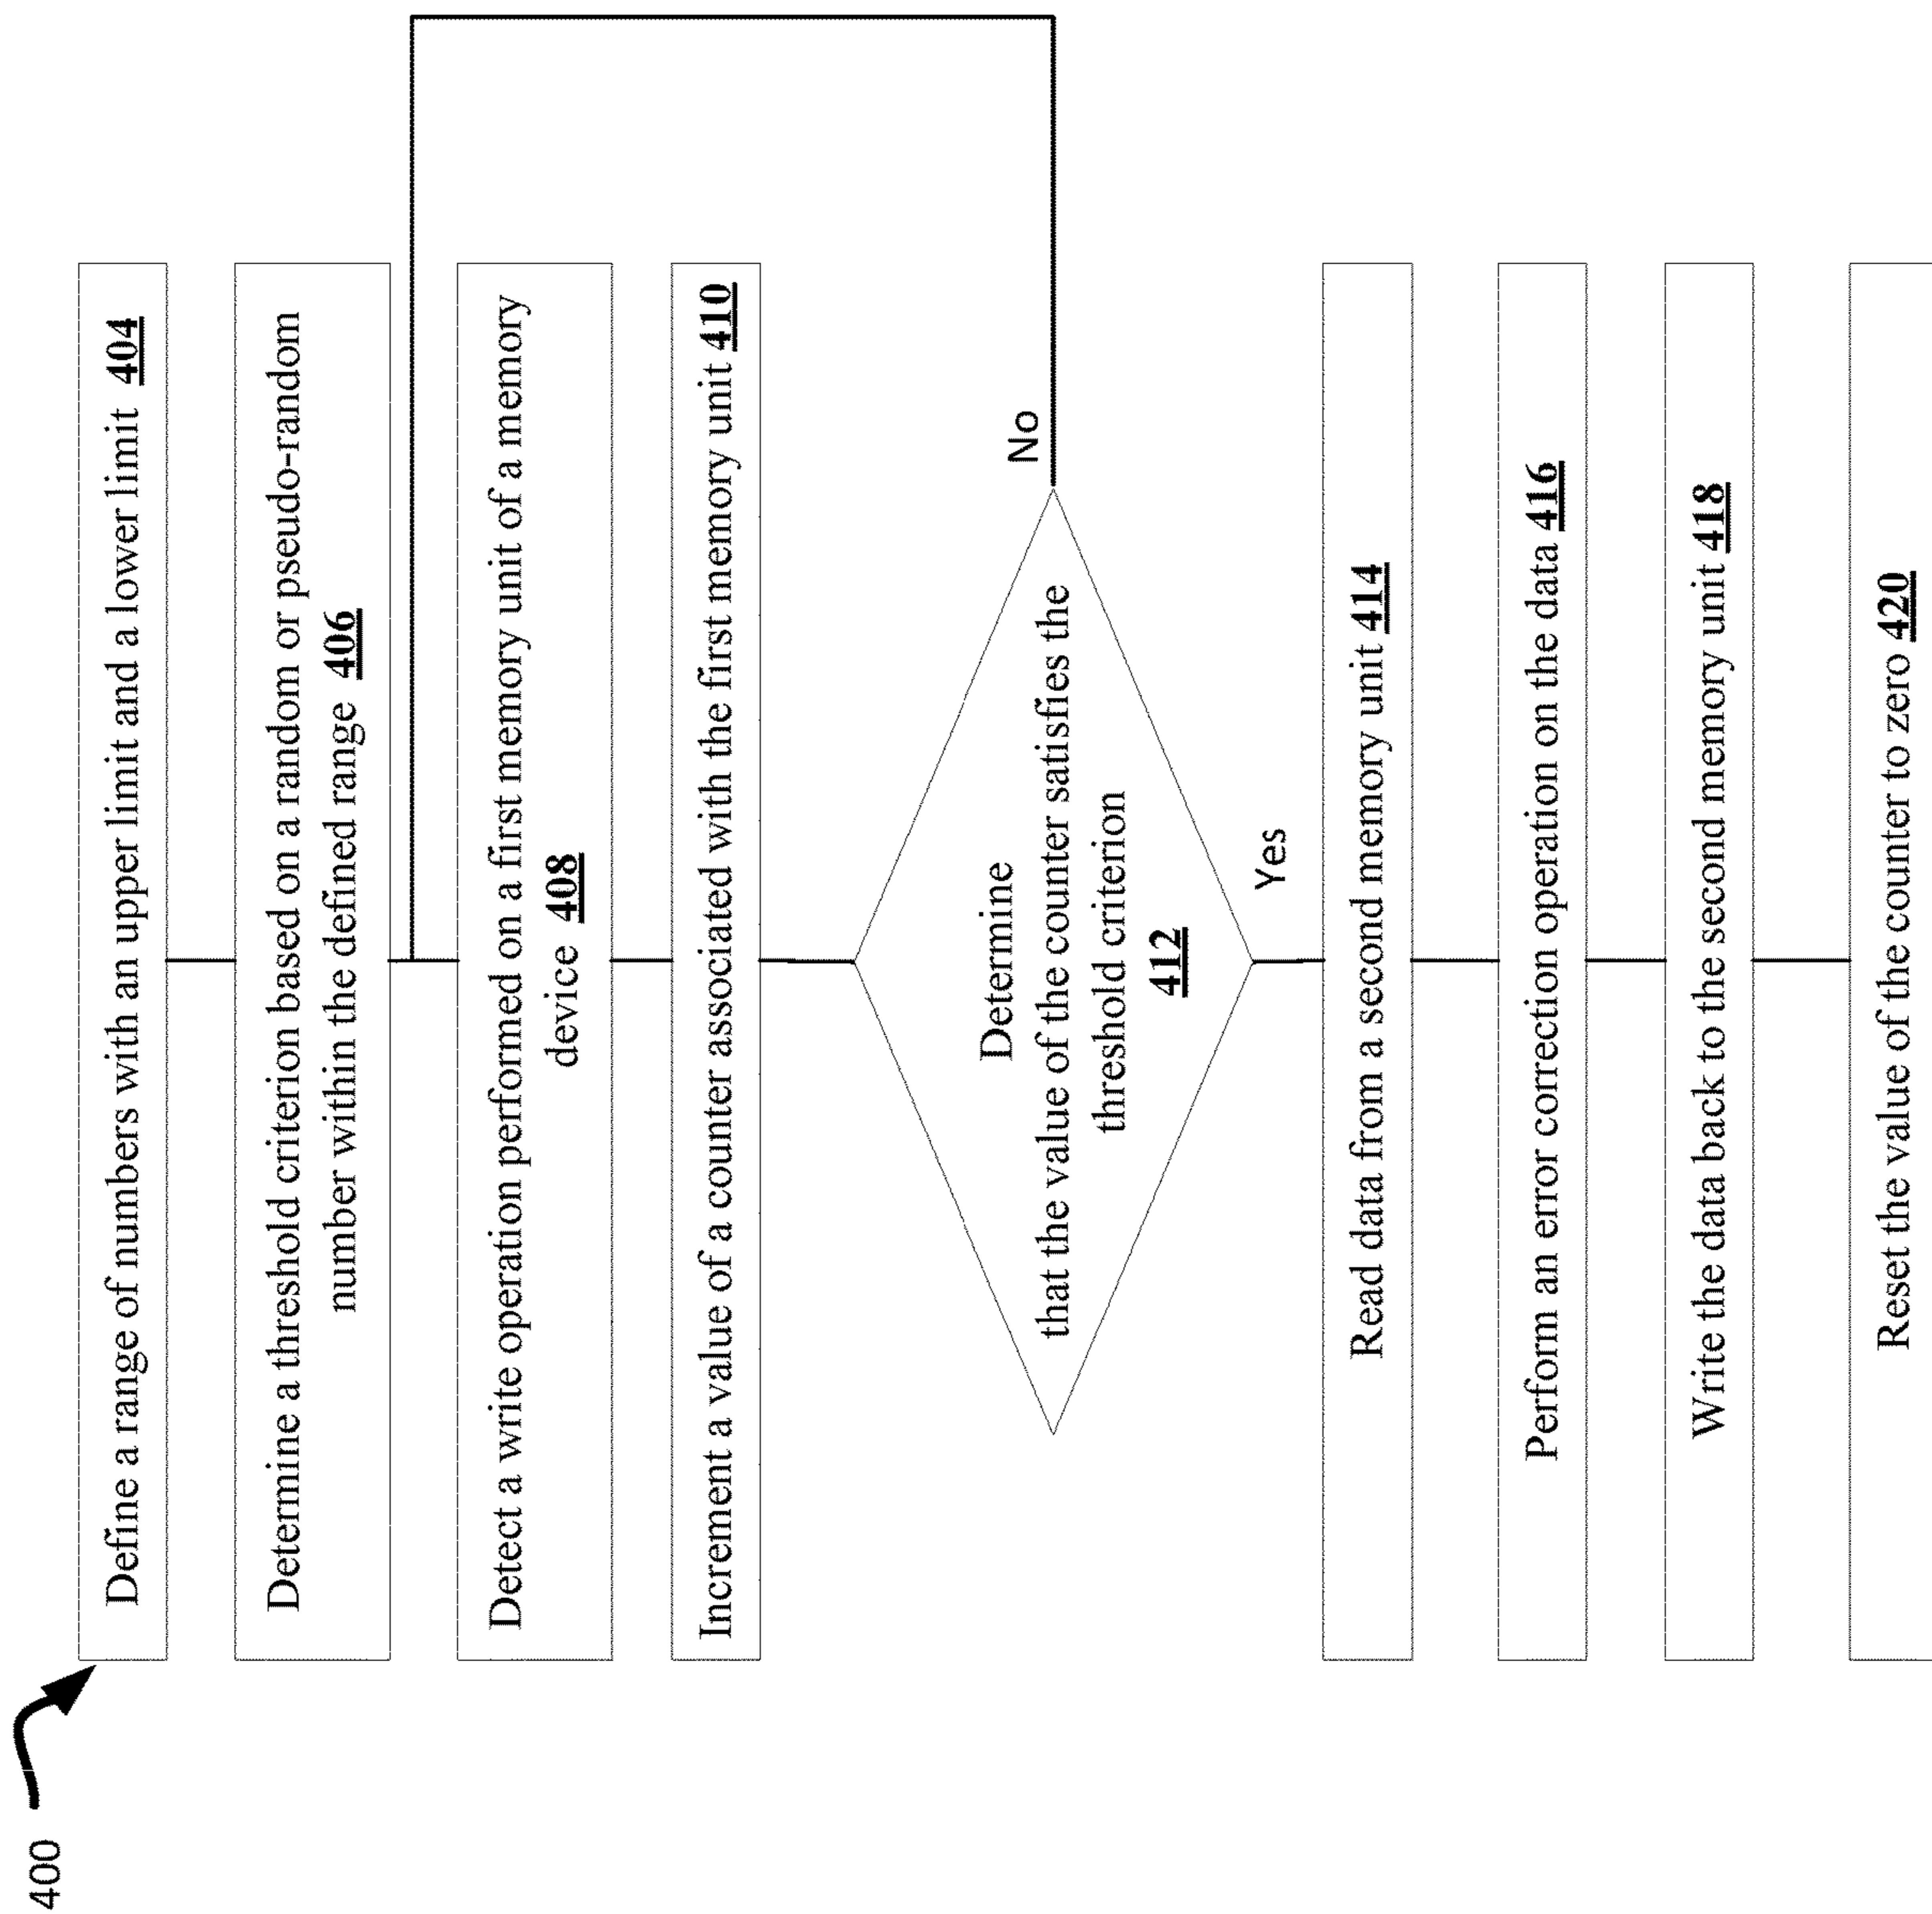 400
Define a range of numbers with an upper limit and a lower limit 404
Determine a threshold criterion based on a random or pseudo-random
number within the defined range 406
Detect a write operation performed on a first memory unit of a memory
device 408
Increment a value of a counter associated with the first memory unit 410
Determine
that the value of the counter satisfies the
threshold criterion
412
No
Yes
Read data from a second memory unit 414
Perform an error correction operation on the data 416
Write the data back to the second memory unit 418
Reset the value of the counter to zero 420